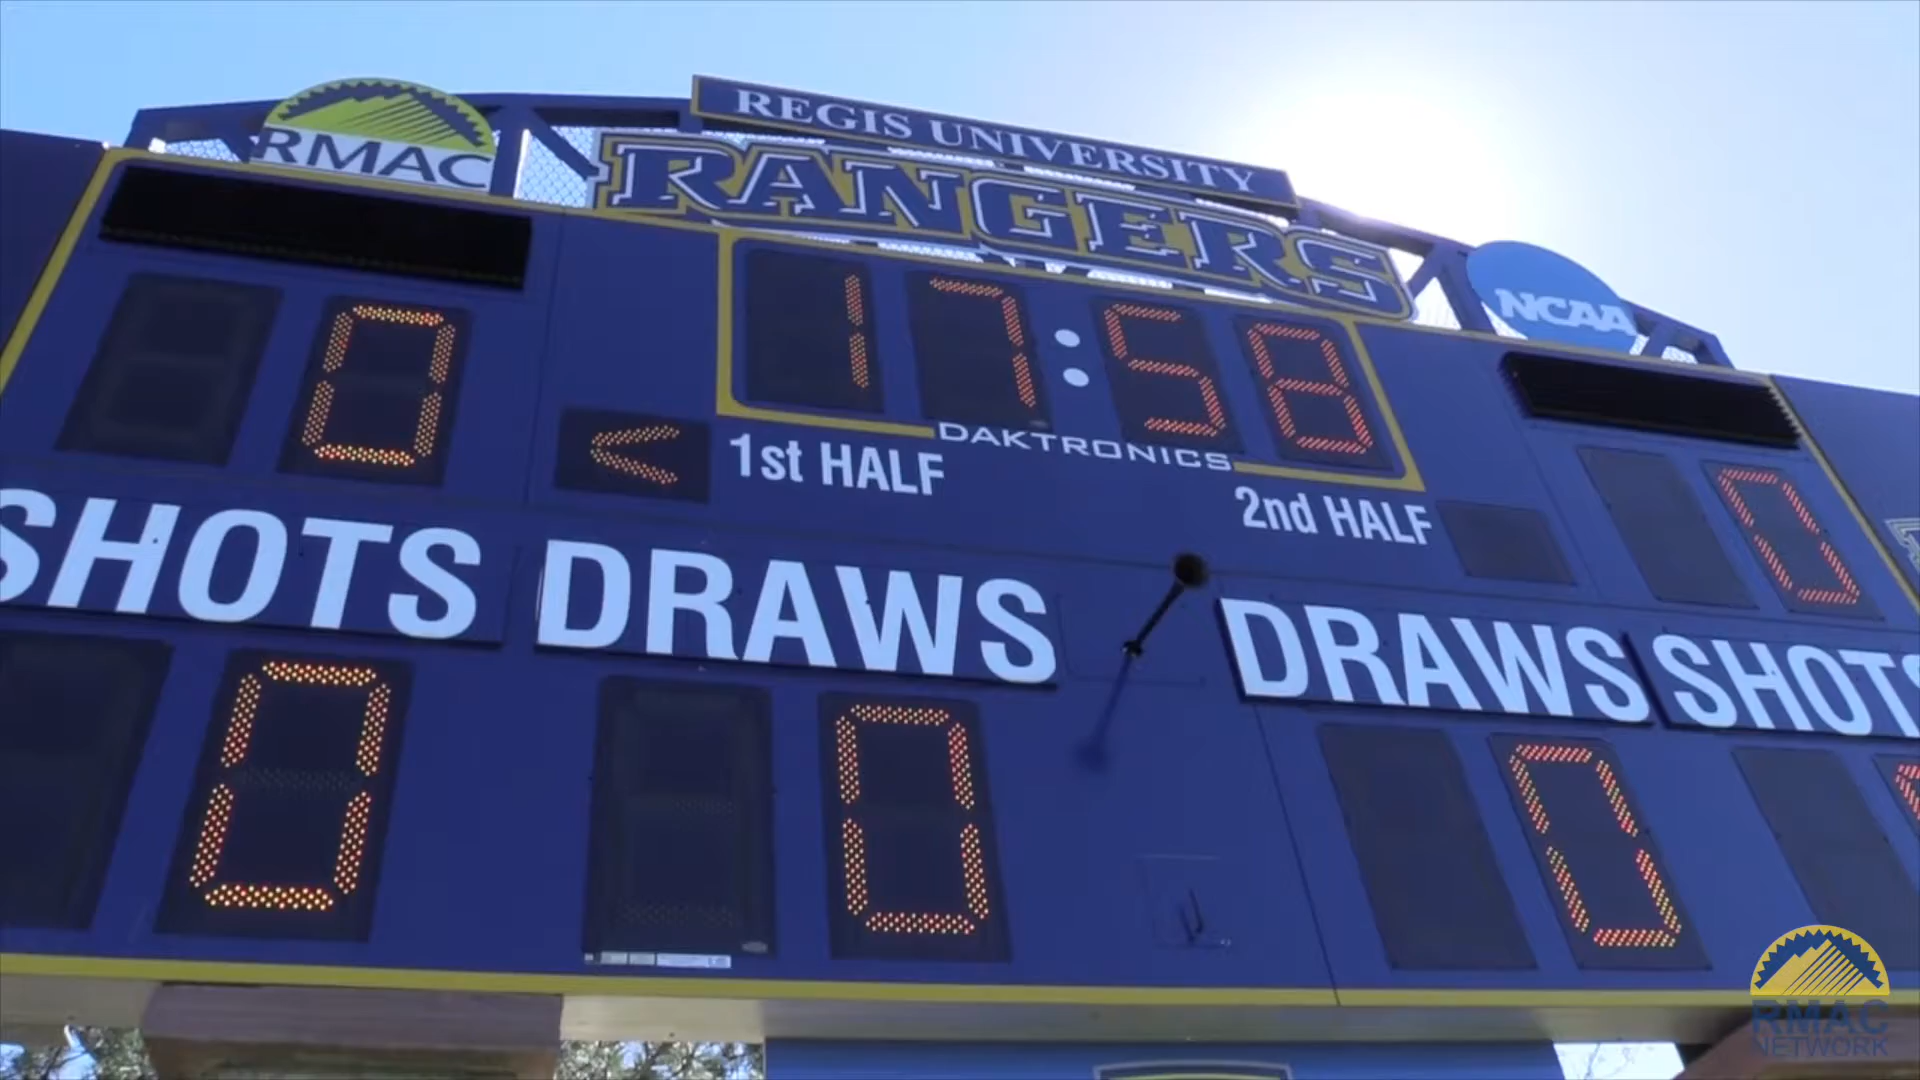 REGIS UNIVERSITY
RMAC
RANGERS
NCAA
17:58
0
<
1st HALF
DAKTRONICS
2nd HALF
0
SHOTS
DRAWS
DRAWS
SHOTS
0
0
0
RMAC
NETWORK